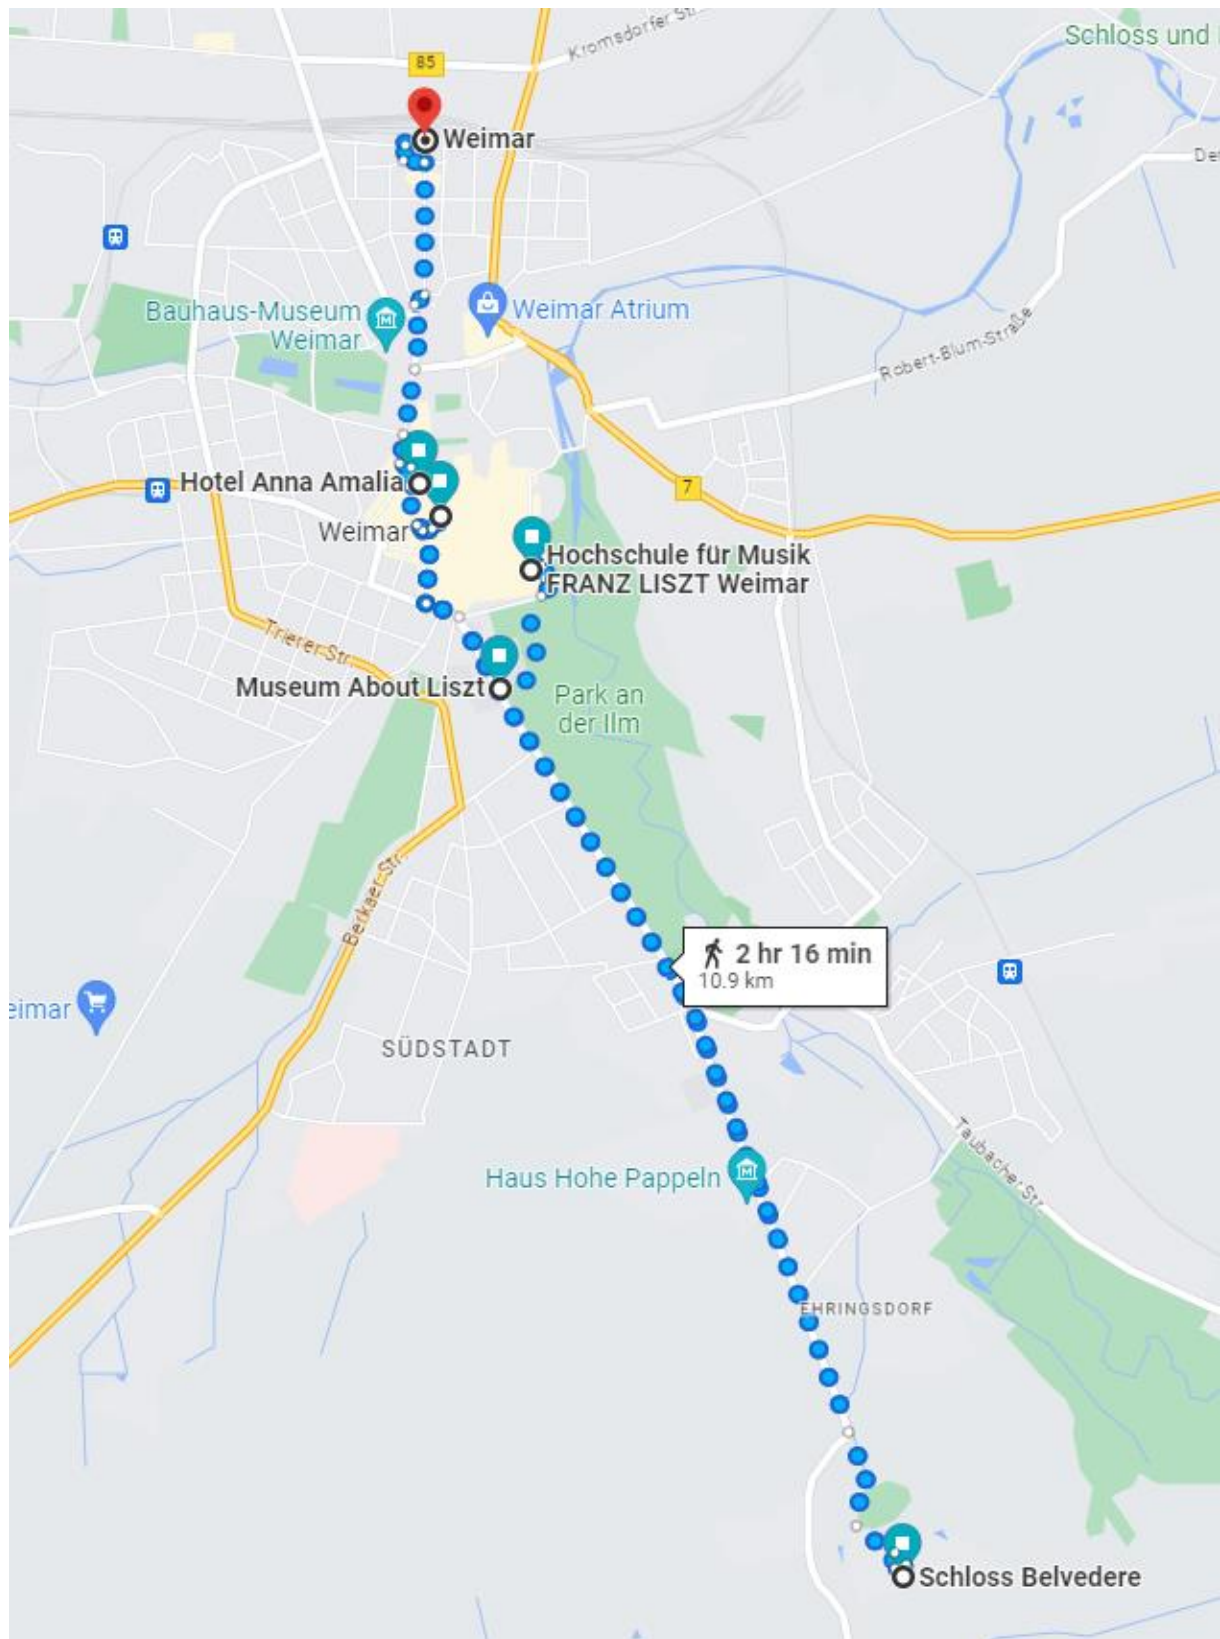 Kromsdorfer Str.
Schloss und
85
Weimar
De
Bauhaus-Museum
Weimar
Weimar Atrium
Robert-Blum-Straße
Hotel Anna Amalia
7
Weimar
Hochschule für Musik
FRANZ LISZT Weimar
Trierer Str.
Museum About Liszt
Park an
der Ilm
Berkaer Str.
2 hr 16 min
10.9 km
eimar
SÜDSTADT
Taubacher Str.
Haus Hohe Pappeln
EHRINGSDORF
Schloss Belvedere